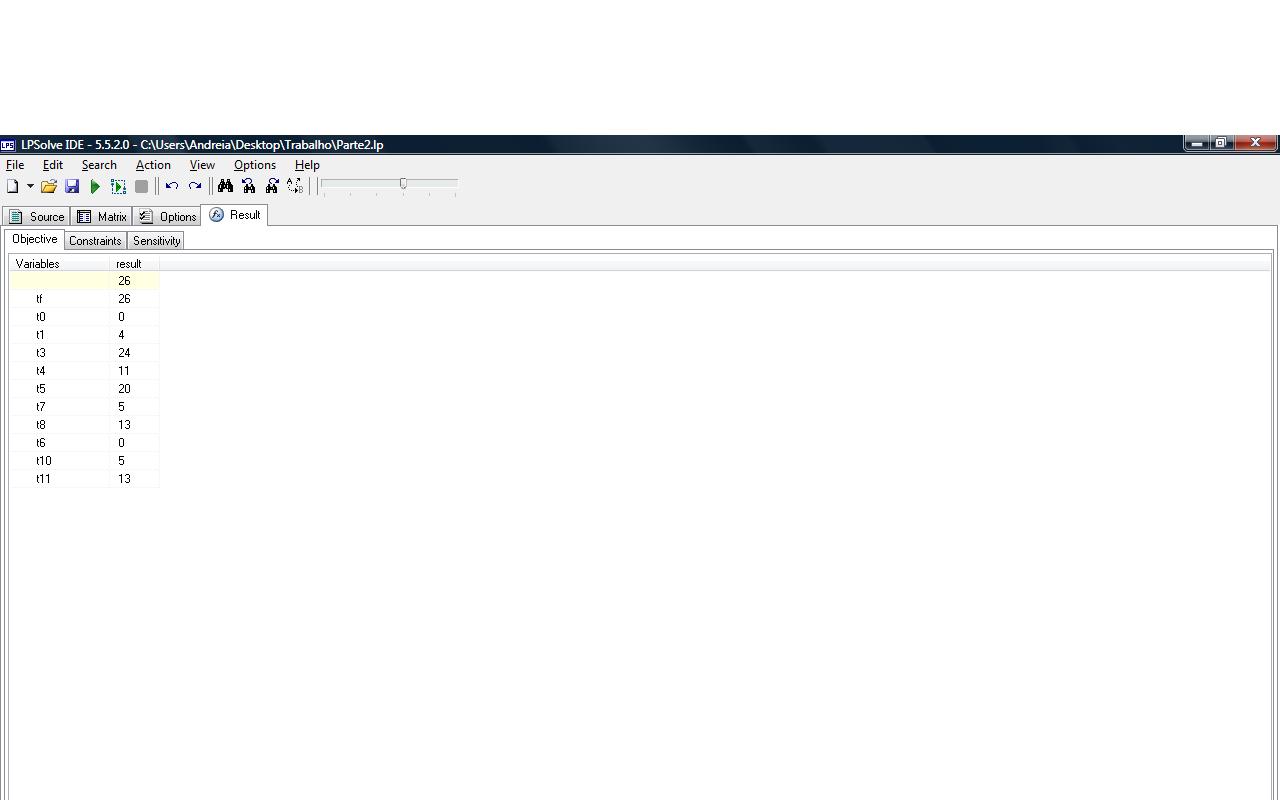 LPS LPSolve IDE - 5.5.2.0 - C:\Users\Andreia\Desktop\Trabalho\Parte2.lp
File Edit Search Action View Options Help
Source Matrix Options Result
Objective Constraints Sensitivity
Variables result
26
tf 26
t0 0
t1 4
t3 24
t4 11
t5 20
t7 5
t8 13
t6 0
t10 5
t11 13